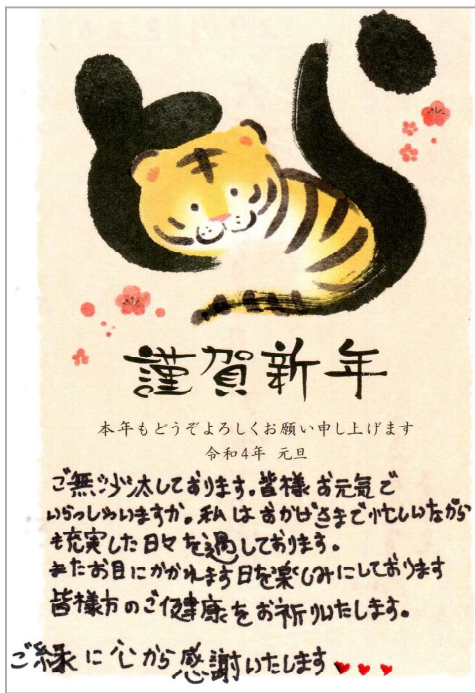 とら
謹賀新年
本年もどうぞよろしくお願い申し上げます
令和4年 元旦
ご無沙汰しております。皆様お元気で
いらっしゃいますか。私はおかげさまで忙しいながら
も充実した日々を過しております。
またお目にかかれます日を楽しみにしております
皆様方のご健康をお祈りいたします。
ご縁に心から感謝いたします